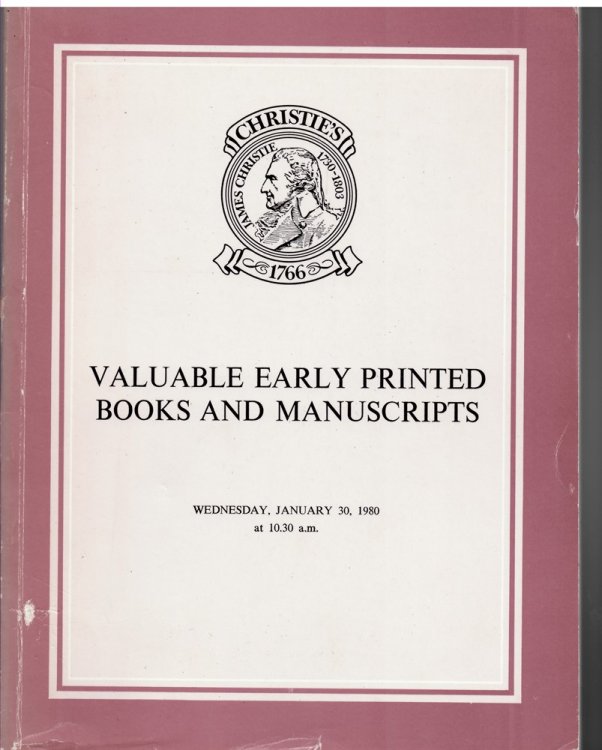 CHRISTIE'S
JAMES CHRISTIE 1730-1803
1766
VALUABLE EARLY PRINTED
BOOKS AND MANUSCRIPTS
WEDNESDAY, JANUARY 30, 1980
at 10.30 a.m.